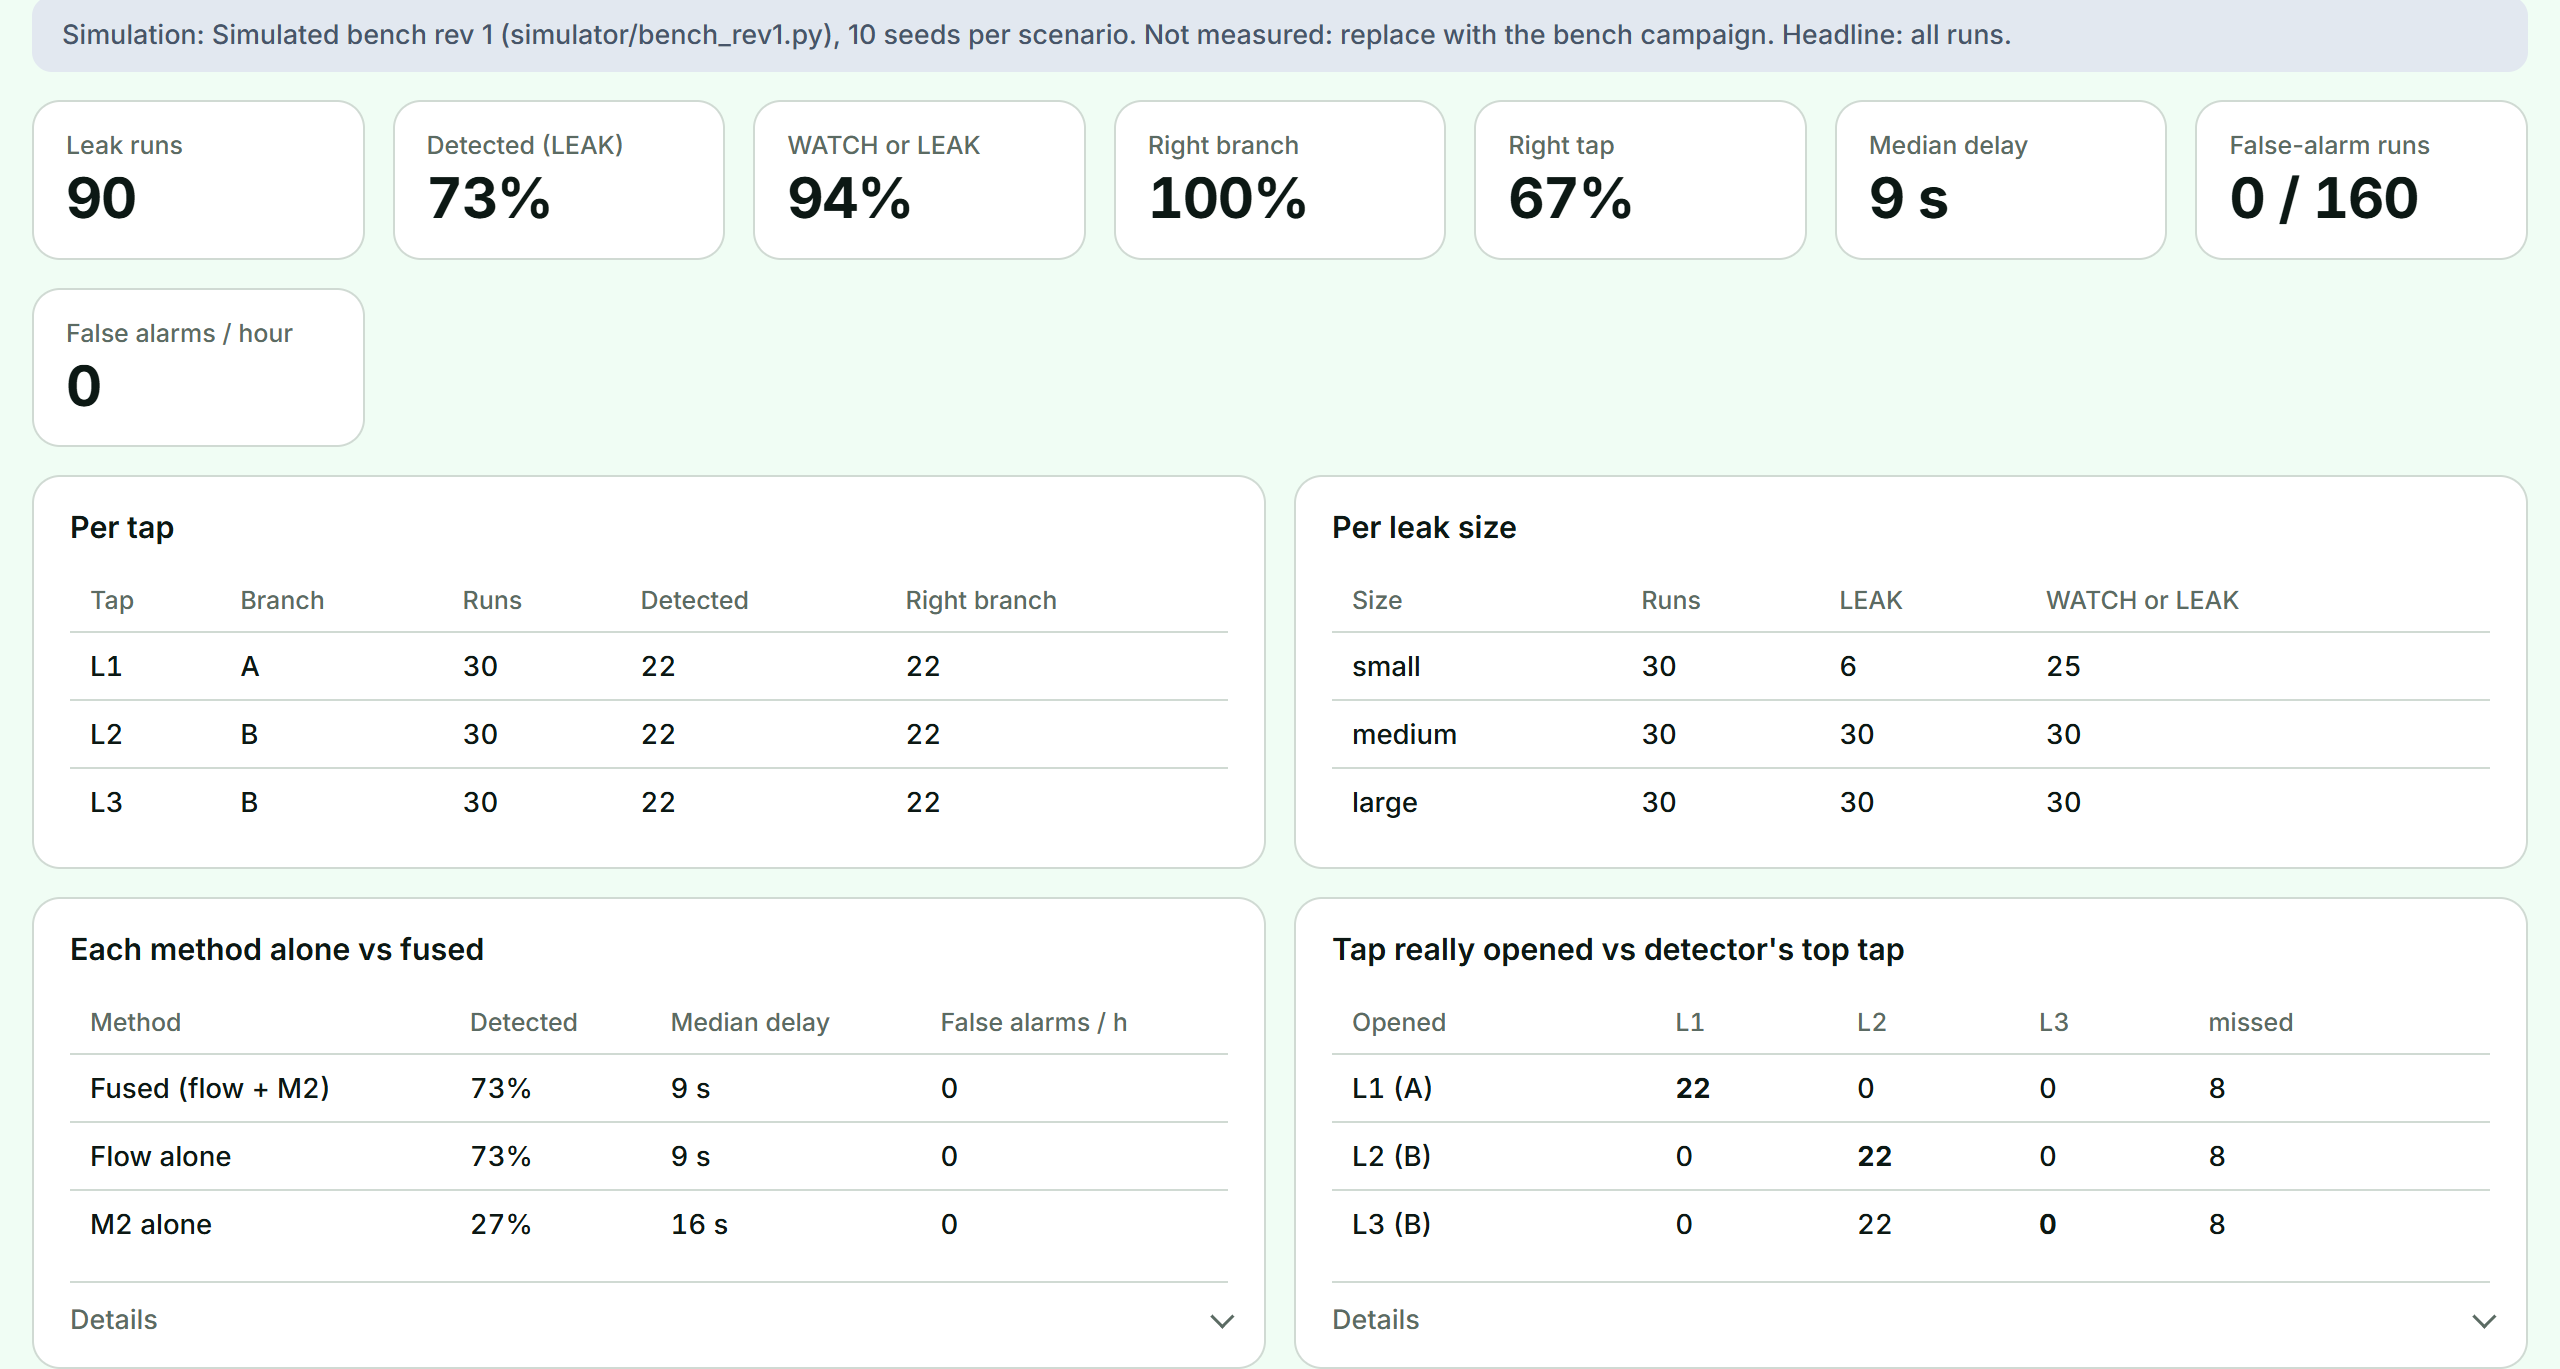 Simulation: Simulated bench rev 1 (simulator/bench_rev1.py), 10 seeds per scenario. Not measured: replace with the bench campaign. Headline: all runs.
Leak runs
90
Detected (LEAK)
73%
WATCH or LEAK
94%
Right branch
100%
Right tap
67%
Median delay
9 s
False-alarm runs
0 / 160
False alarms / hour
0
Per tap
Tap Branch Runs Detected Right branch
L1 A 30 22 22
L2 B 30 22 22
L3 B 30 22 22
Per leak size
Size Runs LEAK WATCH or LEAK
small 30 6 25
medium 30 30 30
large 30 30 30
Each method alone vs fused
Method Detected Median delay False alarms / h
Fused (flow + M2) 73% 9 s 0
Flow alone 73% 9 s 0
M2 alone 27% 16 s 0
Details
Tap really opened vs detector's top tap
Opened L1 L2 L3 missed
L1 (A) 22 0 0 8
L2 (B) 0 22 0 8
L3 (B) 0 22 0 8
Details